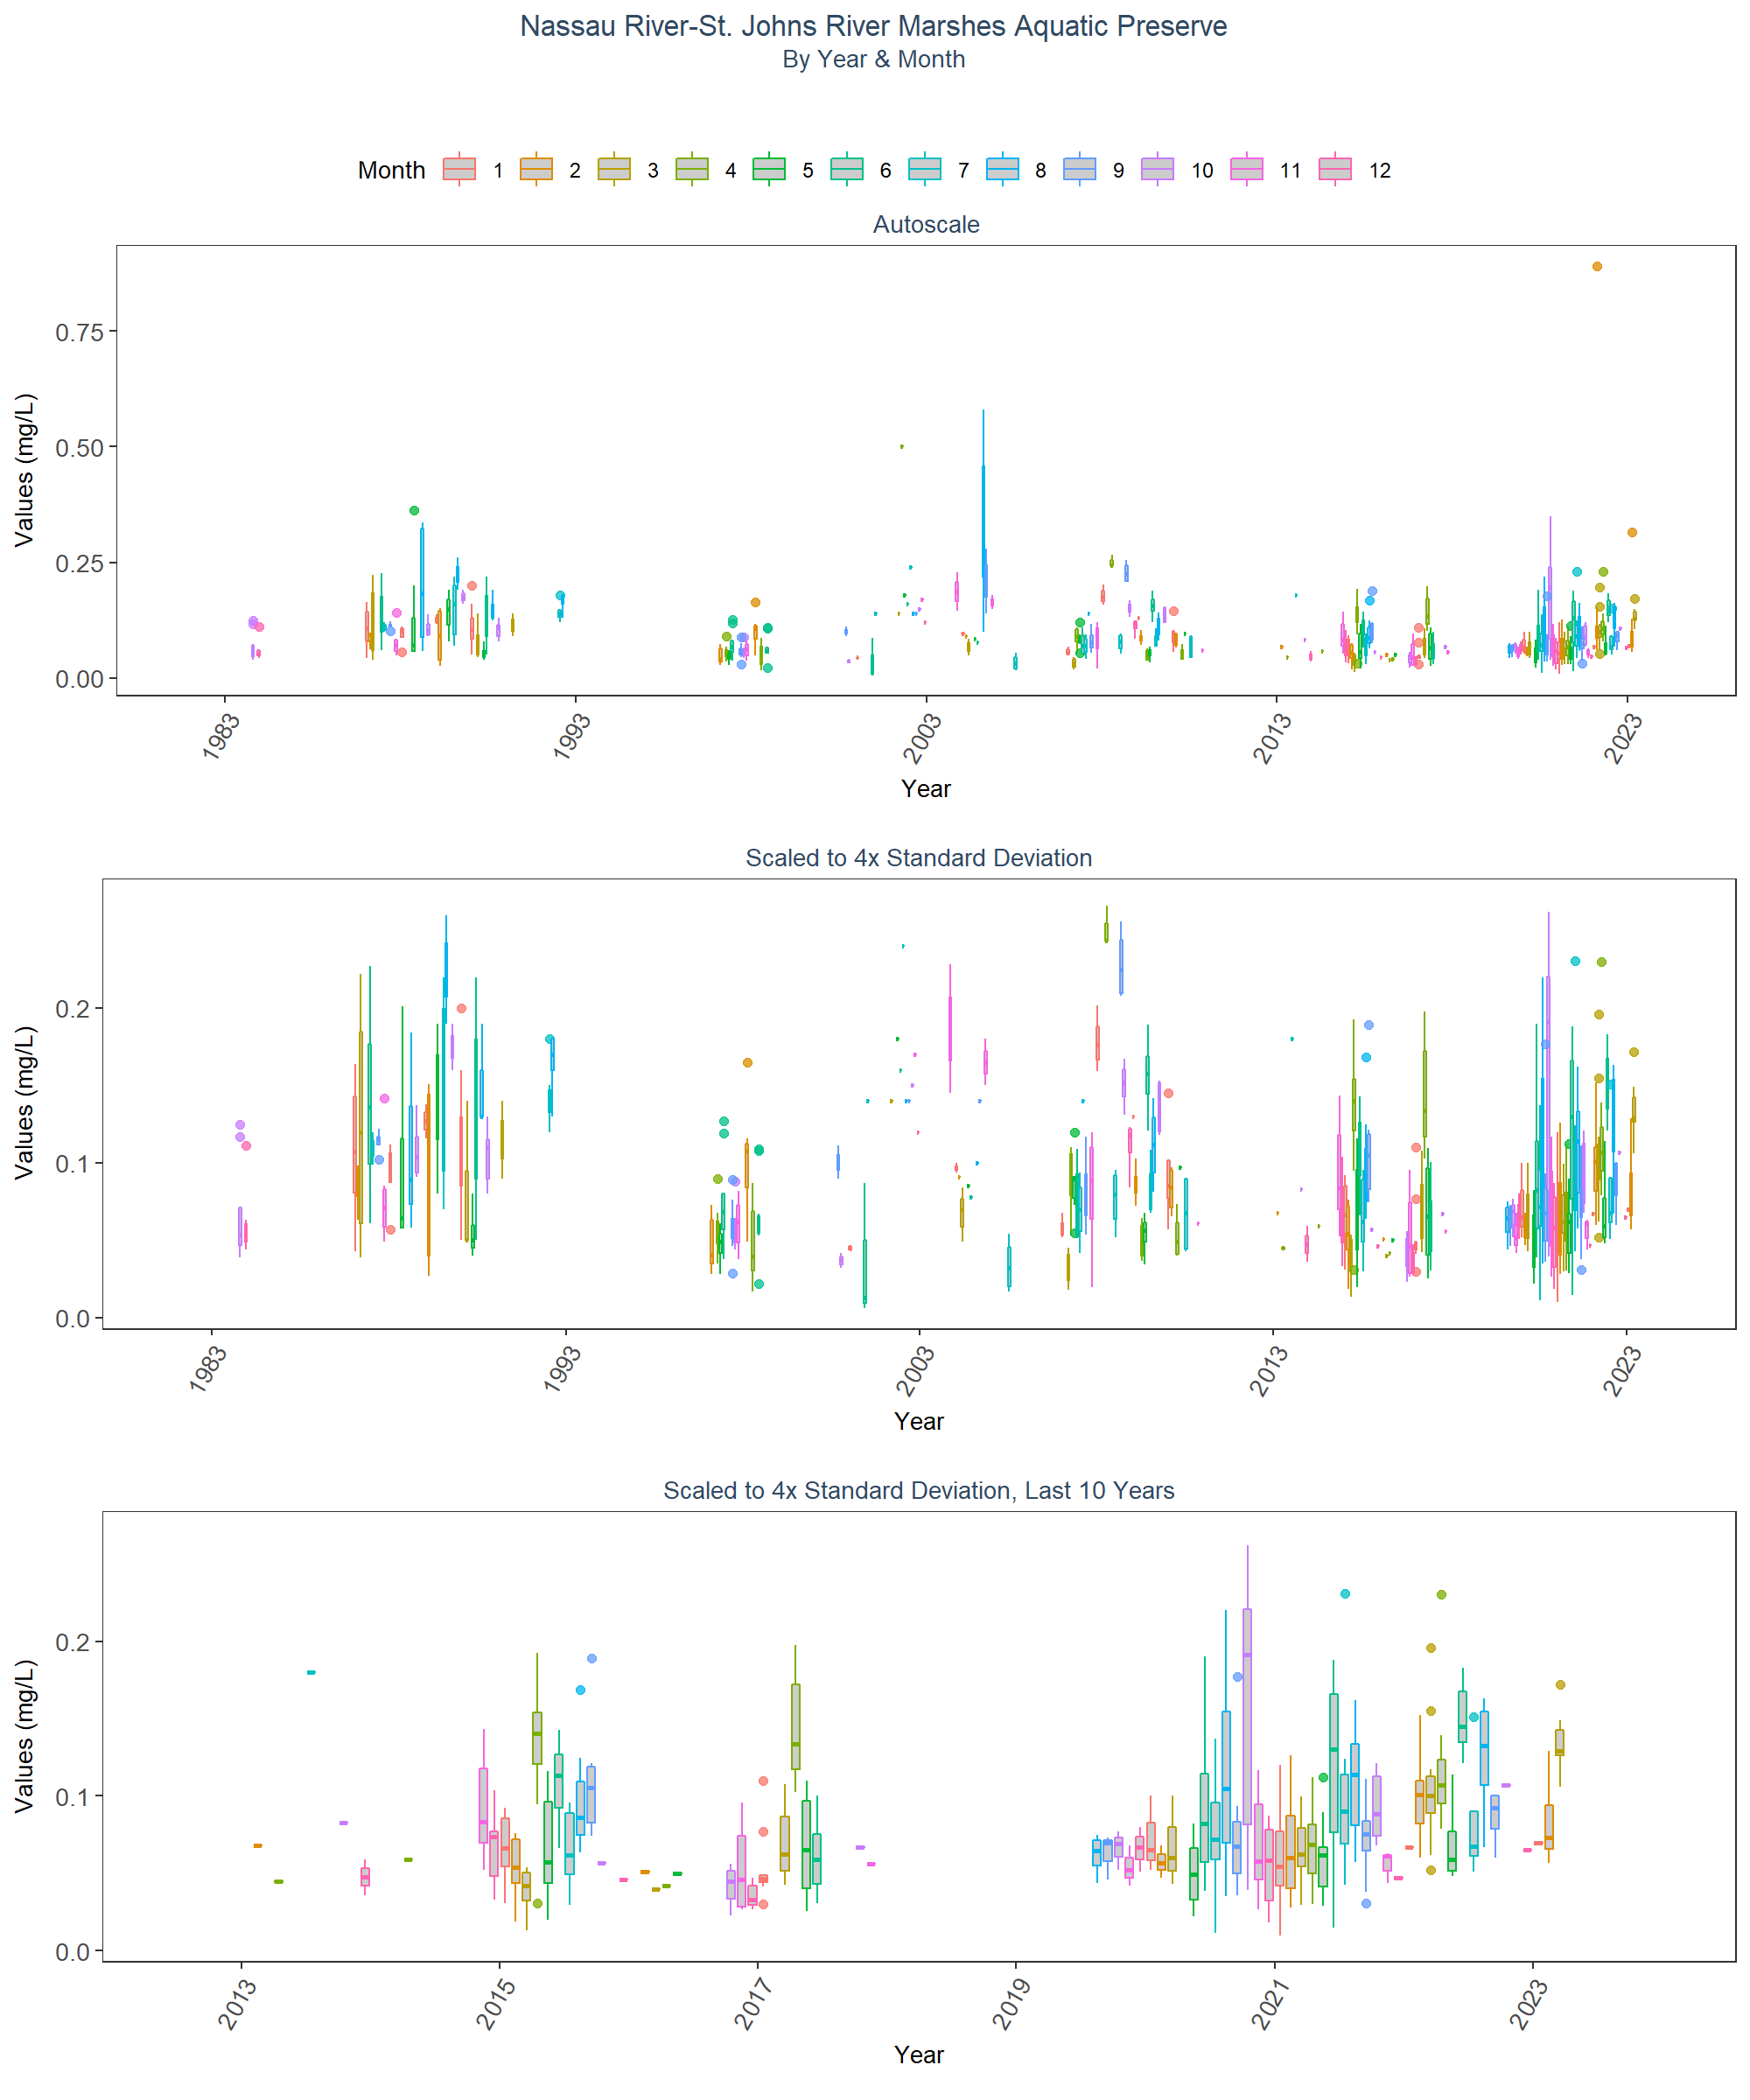 Nassau River-St. Johns River Marshes Aquatic Preserve
By Year & Month
Month 1 2 3 4 5 6 7 8 9 10 11 12
Autoscale
Values (mg/L)
0.75
0.50
0.25
0.00
1983 1993 2003 2013 2023
Year
Scaled to 4x Standard Deviation
Values (mg/L)
0.2
0.1
0.0
1983 1993 2003 2013 2023
Year
Scaled to 4x Standard Deviation, Last 10 Years
Values (mg/L)
0.2
0.1
0.0
2013 2015 2017 2019 2021 2023
Year